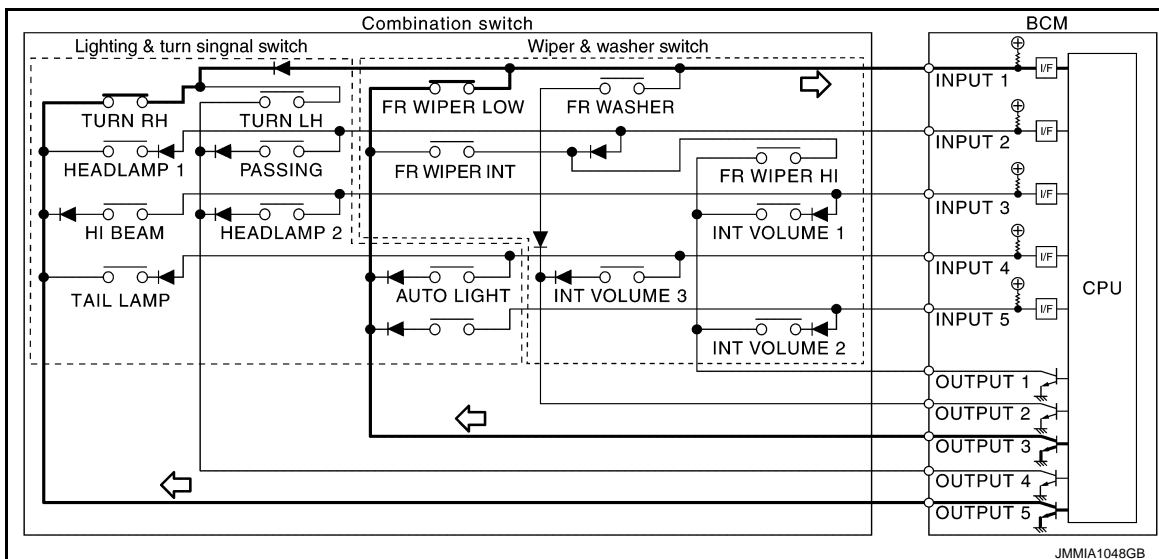 Combination switch
BCM
Lighting & turn singnal switch
Wiper & washer switch
INPUT 1
I/F
TURN RH
TURN LH
FR WIPER LOW
FR WASHER
INPUT 2
I/F
HEADLAMP 1
PASSING
FR WIPER INT
FR WIPER HI
INPUT 3
I/F
HI BEAM
HEADLAMP 2
INT VOLUME 1
INPUT 4
I/F
TAIL LAMP
AUTO LIGHT
INT VOLUME 3
CPU
INPUT 5
I/F
INT VOLUME 2
OUTPUT 1
OUTPUT 2
OUTPUT 3
OUTPUT 4
OUTPUT 5
JMMIA1048GB